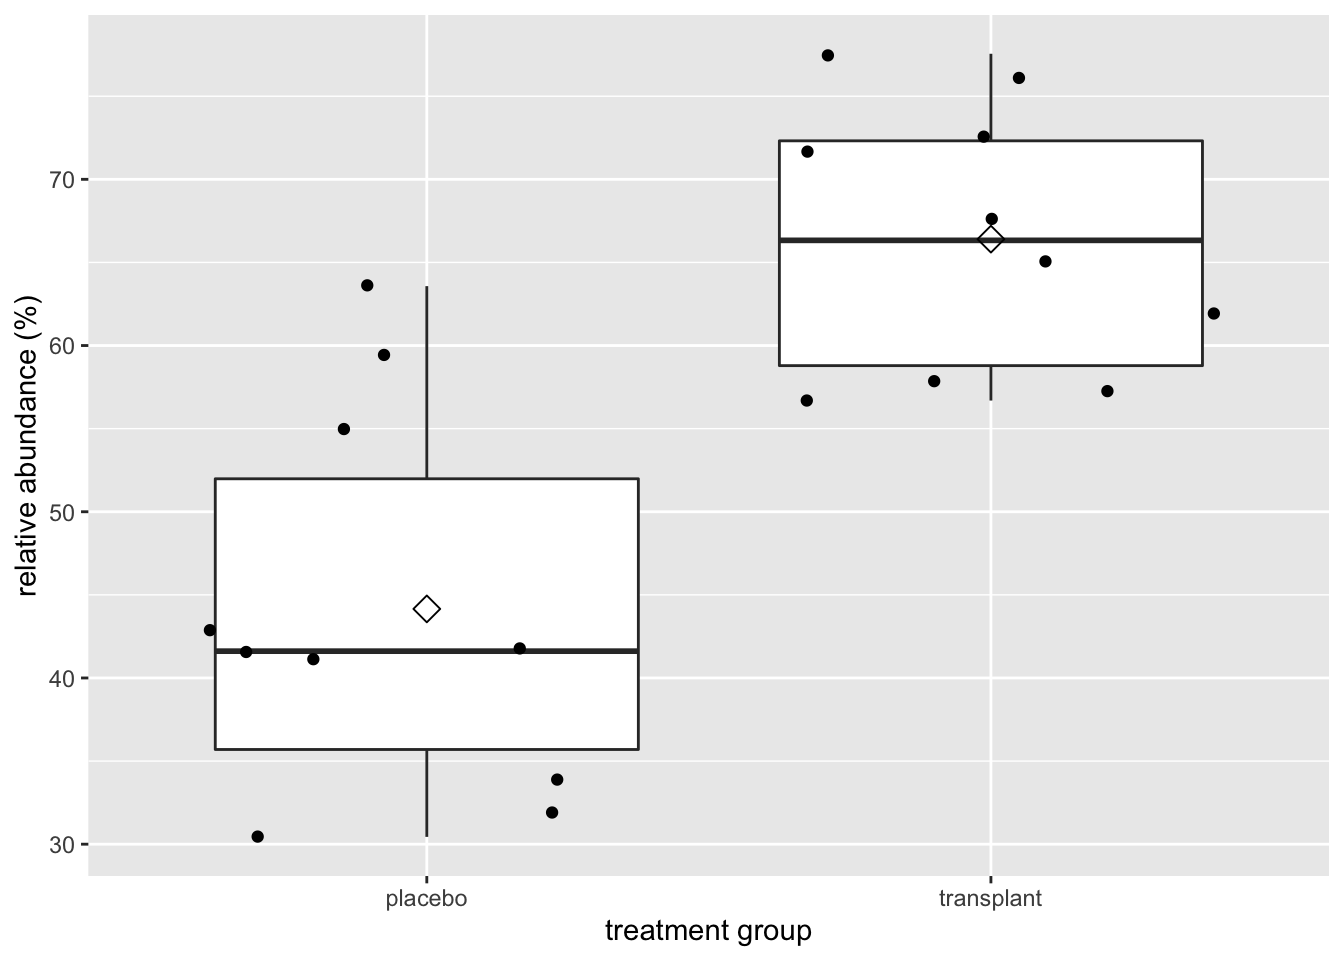 relative abundance (%)
70
60
50
40
30
placebo
transplant
treatment group